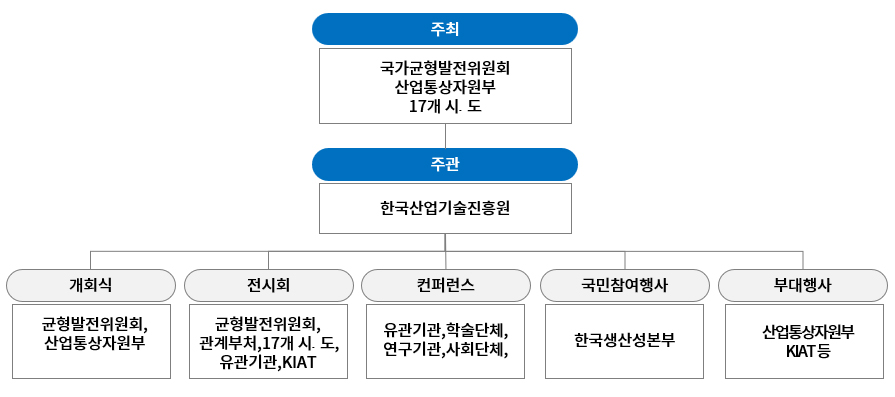 주최
국가균형발전위원회
산업통상자원부
17개 시. 도
주관
한국산업기술진흥원
개회식
균형발전위원회,
산업통상자원부
전시회
균형발전위원회,
관계부처,17개 시. 도,
유관기관,KIAT
컨퍼런스
유관기관,학술단체,
연구기관,사회단체,
국민참여행사
한국생산성본부
부대행사
산업통상자원부
KIAT 등